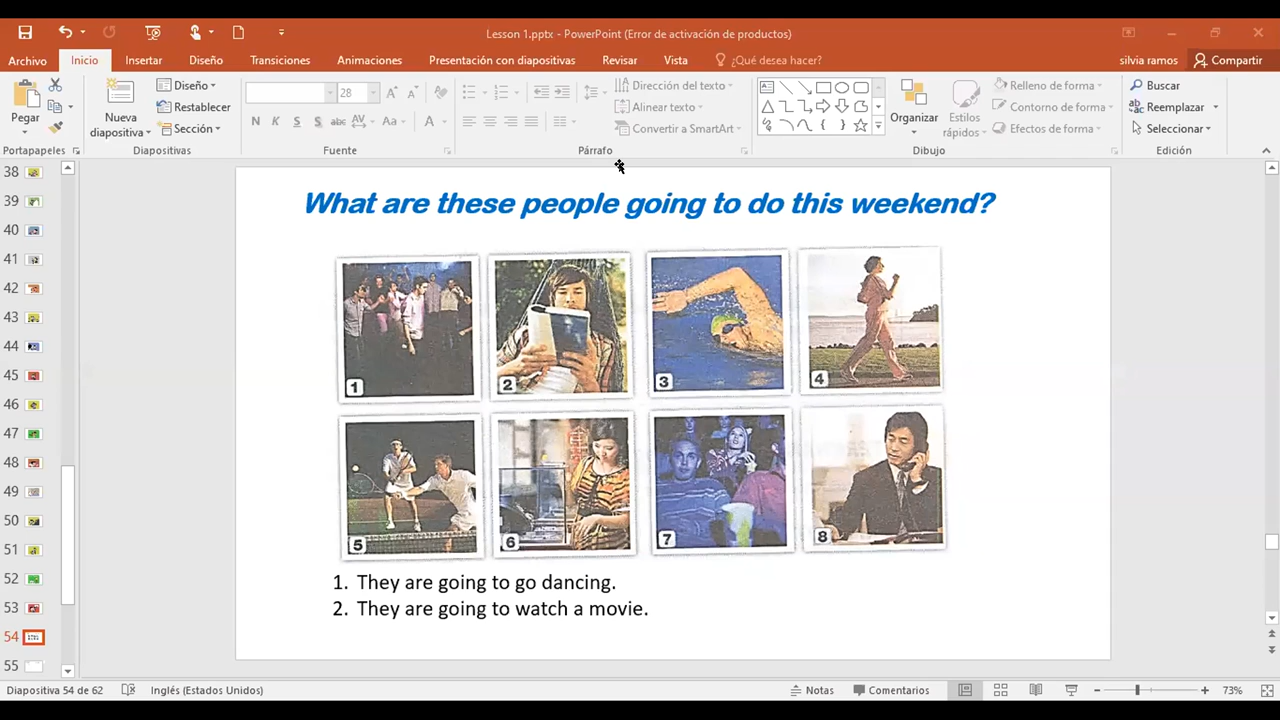 Lesson 1.pptx - PowerPoint (Error de activación de productos)
Archivo Inicio Insertar Diseño Transiciones Animaciones Presentación con diapositivas Revisar Vista ¿Qué desea hacer? silvia ramos Compartir
Pegar
Nueva diapositiva
Diseño
Restablecer
Sección
28
N K S S abc AV Aa A
Dirección del texto
Alinear texto
Convertir a SmartArt
Organizar
Estilos rápidos
Relleno de forma
Contorno de forma
Efectos de forma
Buscar
Reemplazar
Seleccionar
Portapapeles Diapositivas Fuente Párrafo Dibujo Edición
38
39
40
41
42
43
44
45
46
47
48
49
50
51
52
53
54
55
What are these people going to do this weekend?
1 2 3 4
5 6 7 8
1. They are going to go dancing.
2. They are going to watch a movie.
Diapositiva 54 de 62 Inglés (Estados Unidos) Notas Comentarios 73%